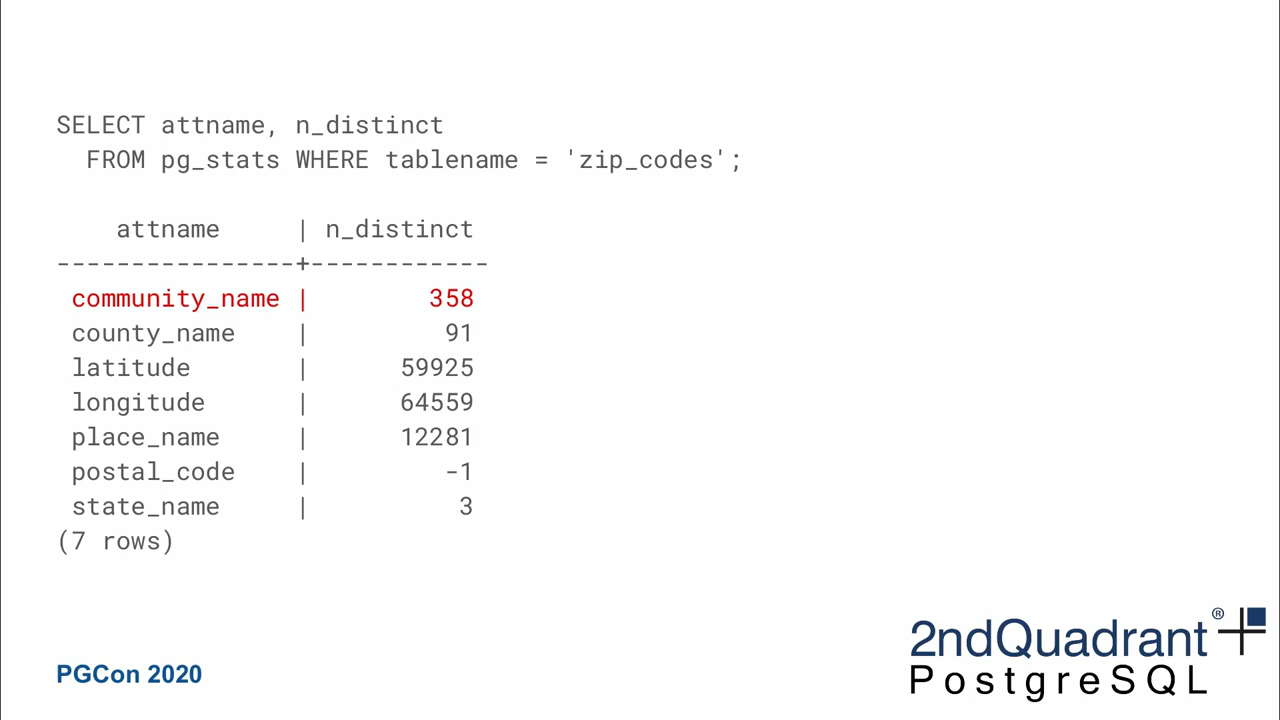 SELECT attname, n_distinct
  FROM pg_stats WHERE tablename = 'zip_codes';
    attname     | n_distinct
----------------+------------
 community_name |        358
 county_name    |         91
 latitude       |      59925
 longitude      |      64559
 place_name     |      12281
 postal_code    |         -1
 state_name     |          3
(7 rows)
PGCon 2020
2ndQuadrant®
PostgreSQL